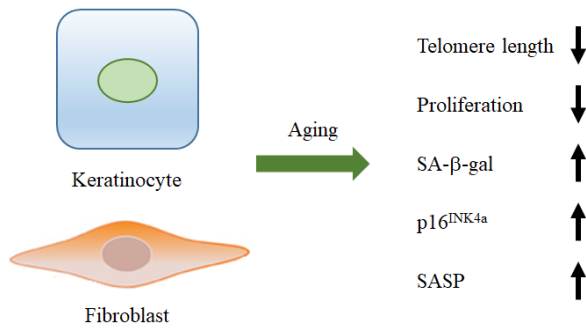 Keratinocyte
Fibroblast
Aging
Telomere length
Proliferation
SA-β-gal
p16INK4a
SASP